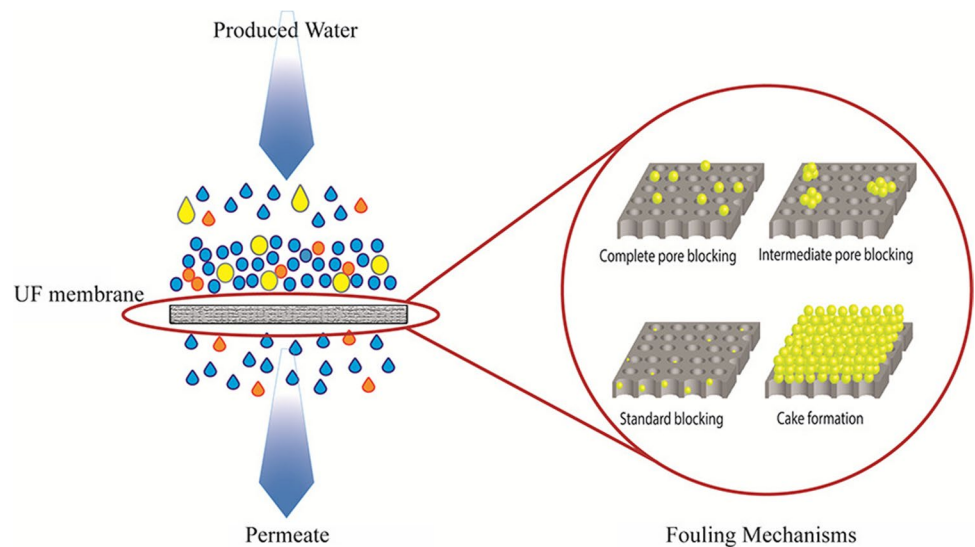 Produced Water
UF membrane
Complete pore blocking
Intermediate pore blocking
Standard blocking
Cake formation
Permeate
Fouling Mechanisms